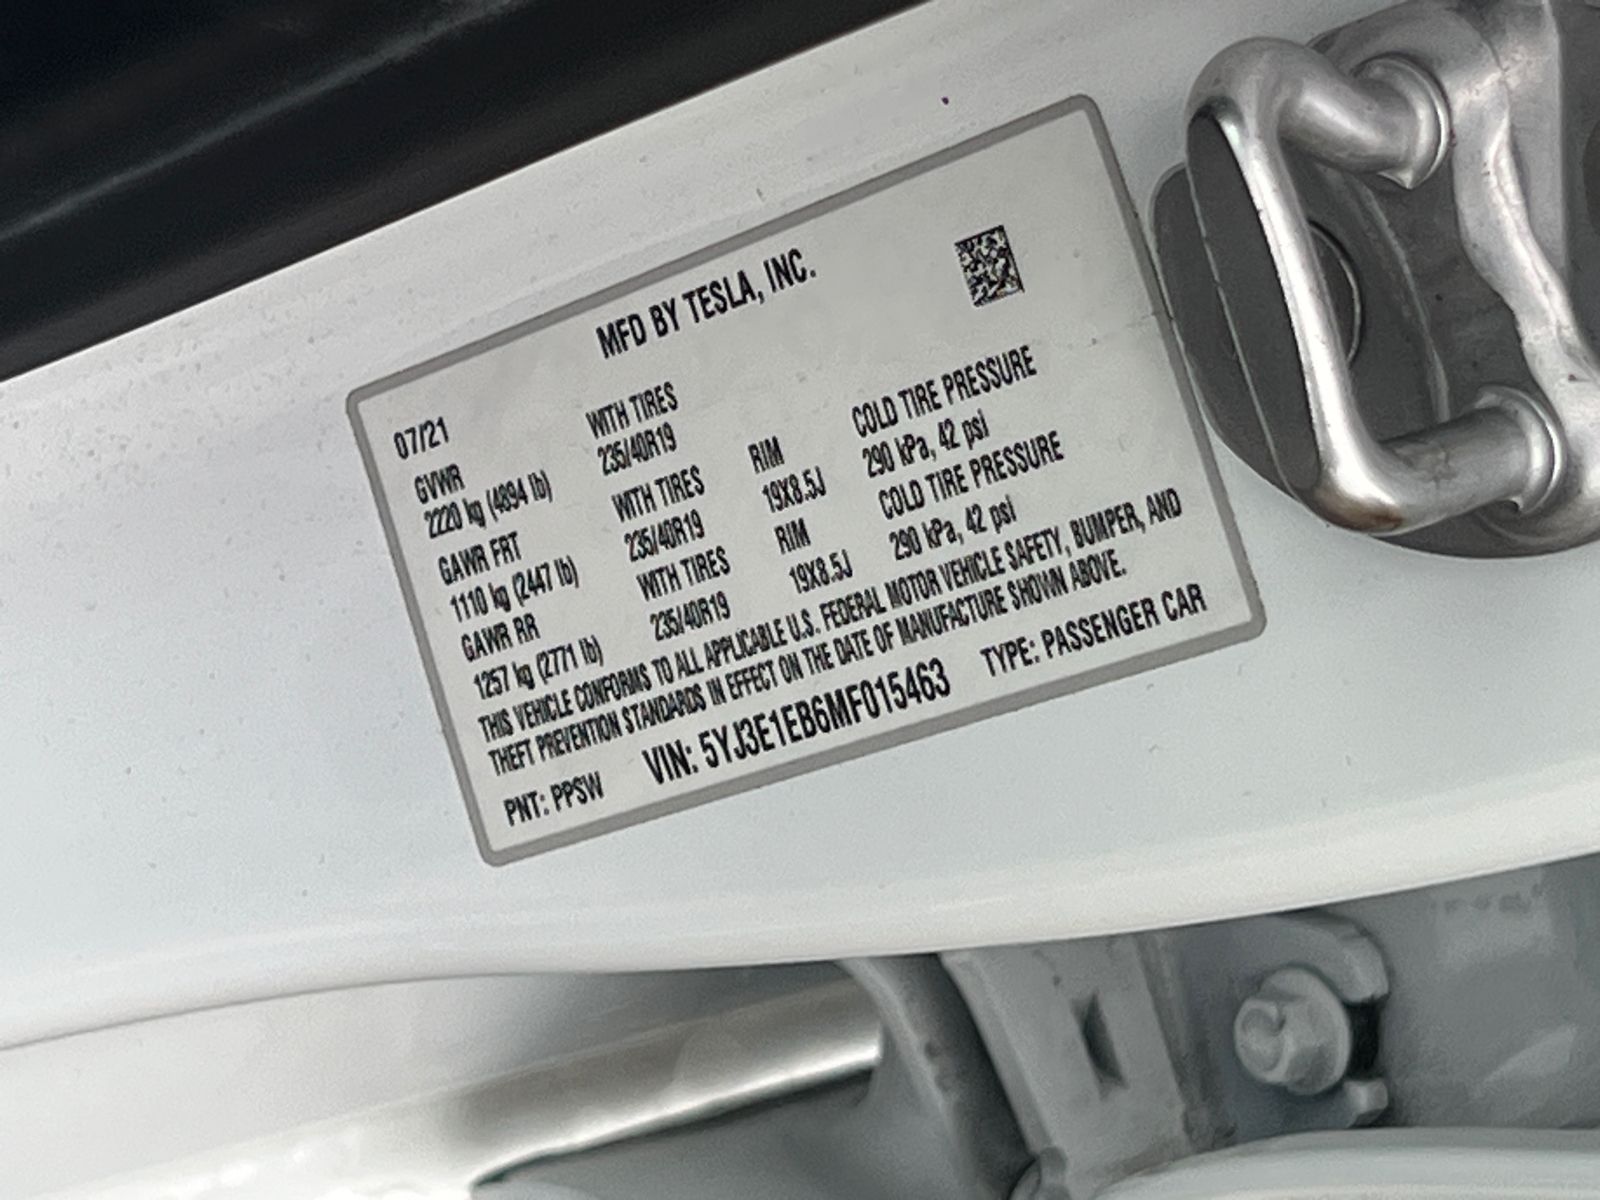 MFD BY TESLA, INC.
07/21
GVWR WITH TIRES
2220 kg (4894 lb) 235/40R19 RIM COLD TIRE PRESSURE
GAWR FRT WITH TIRES 19X8.5J 290 kPa, 42 psi
1110 kg (2447 lb) 235/40R19 RIM COLD TIRE PRESSURE
GAWR RR WITH TIRES 19X8.5J 290 kPa, 42 psi
1257 kg (2771 lb) 235/40R19
THIS VEHICLE CONFORMS TO ALL APPLICABLE U.S. FEDERAL MOTOR VEHICLE SAFETY, BUMPER, AND
THEFT PREVENTION STANDARDS IN EFFECT ON THE DATE OF MANUFACTURE SHOWN ABOVE.
PNT: PPSW VIN: 5YJ3E1EB6MF015463 TYPE: PASSENGER CAR